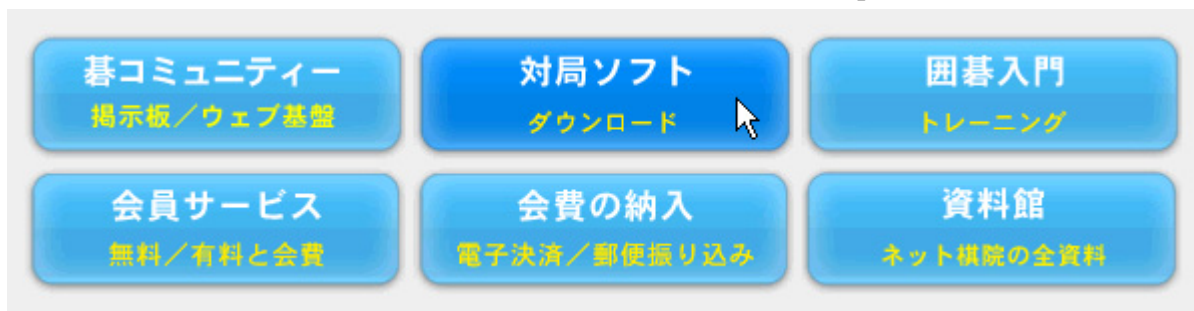 碁コミュニティー
掲示板／ウェブ基盤
対局ソフト
ダウンロード
囲碁入門
トレーニング
会員サービス
無料／有料と会費
会費の納入
電子決済／郵便振り込み
資料館
ネット棋院の全資料